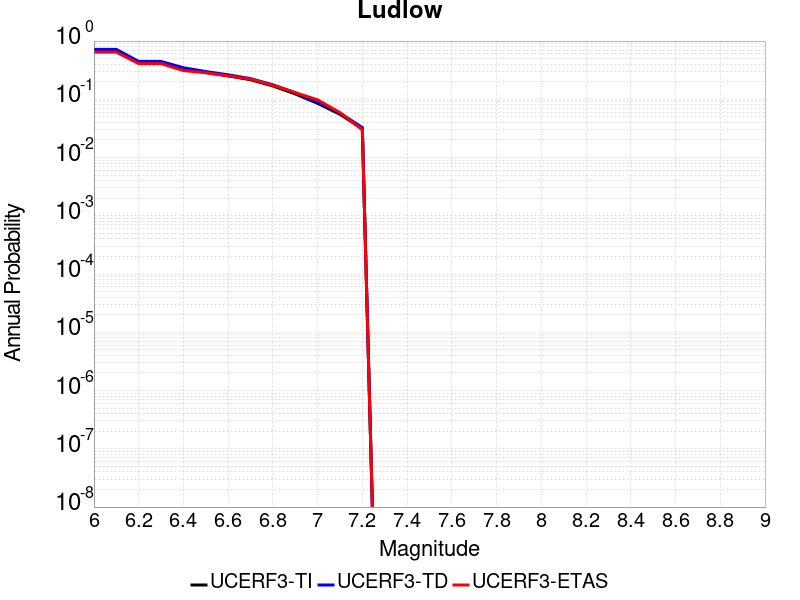 Ludlow
10^0
10^-1
10^-2
10^-3
10^-4
10^-5
10^-6
10^-7
10^-8
Annual Probability
6 6.2 6.4 6.6 6.8 7 7.2 7.4 7.6 7.8 8 8.2 8.4 8.6 8.8 9
Magnitude
UCERF3-TI UCERF3-TD UCERF3-ETAS